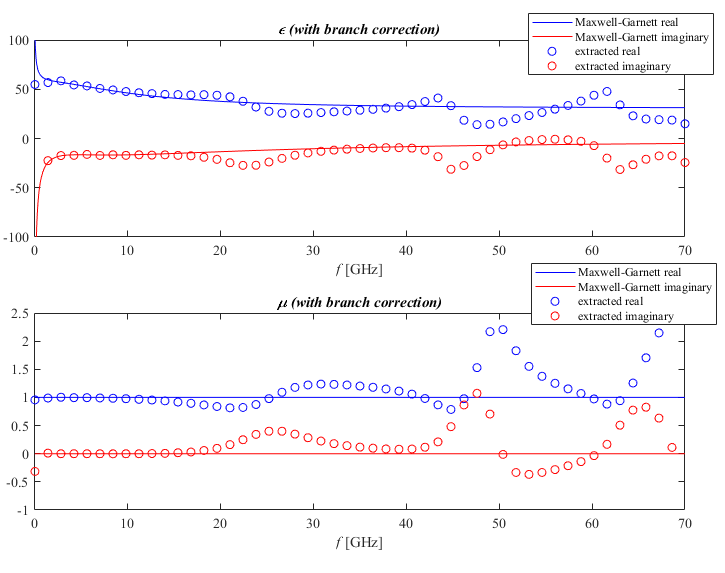 ϵ (with branch correction)
Maxwell-Garnett real
Maxwell-Garnett imaginary
extracted real
extracted imaginary
100
50
0
-50
-100
0 10 20 30 40 50 60 70
f [GHz]
μ (with branch correction)
Maxwell-Garnett real
Maxwell-Garnett imaginary
extracted real
extracted imaginary
2.5
2
1.5
1
0.5
0
-0.5
-1
0 10 20 30 40 50 60 70
f [GHz]